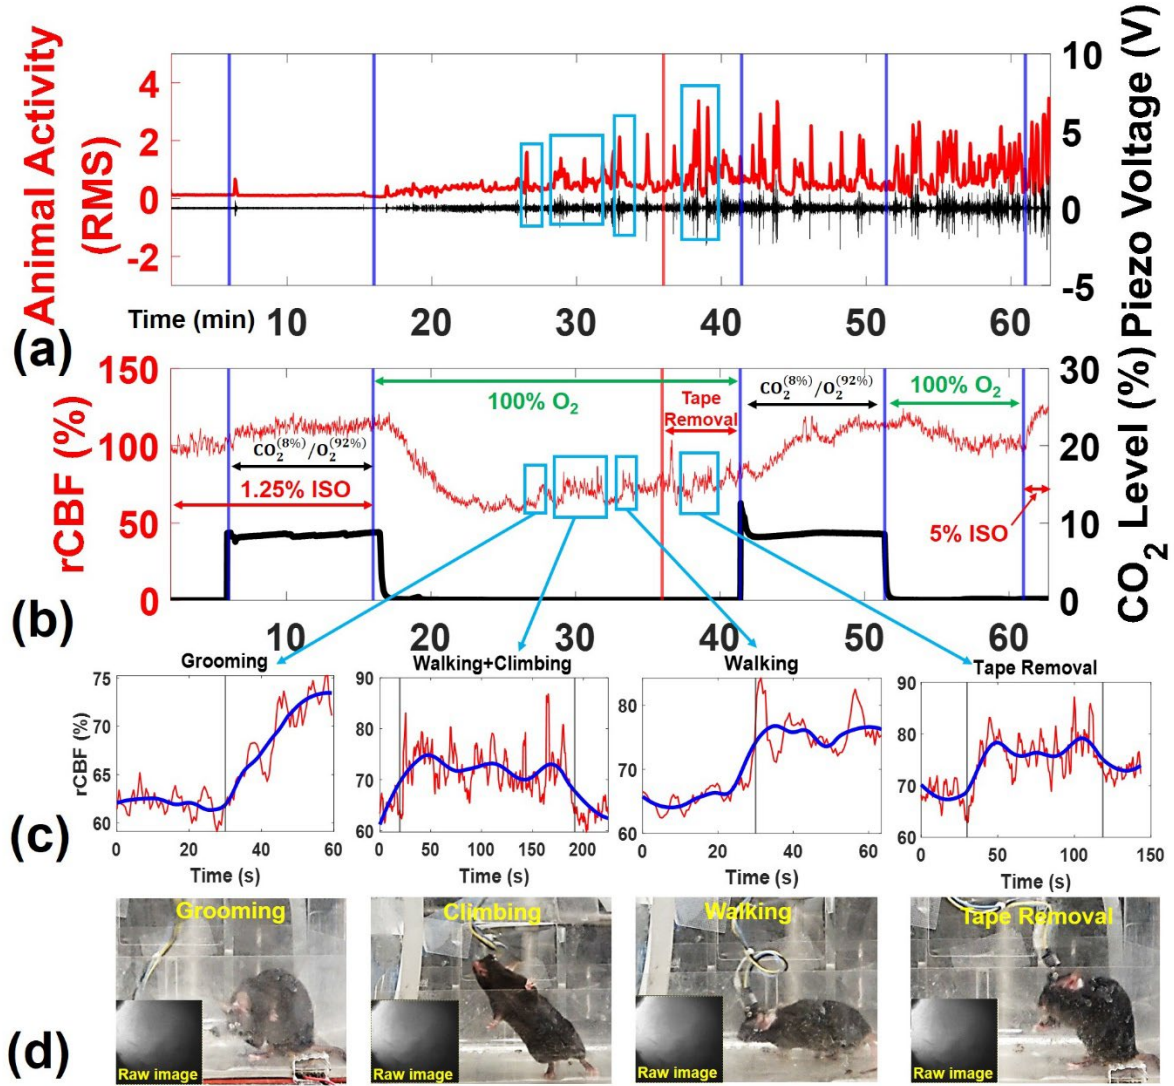 Animal Activity
(RMS)
4
2
0
-2
10
5
0
-5
Piezo Voltage (V)
Time (min)
10
20
30
40
50
60
(a)
rCBF (%)
150
100
50
0
30
20
10
0
CO2 Level (%)
CO2(8%)/O2(92%)
1.25% ISO
100% O2
Tape
Removal
CO2(8%)/O2(92%)
100% O2
5% ISO
10
20
30
40
50
60
(b)
Grooming
Walking+Climbing
Walking
Tape Removal
rCBF (%)
75
70
65
60
0
20
40
60
Time (s)
90
80
70
60
0
50
100
150
200
Time (s)
80
70
60
0
20
40
60
Time (s)
90
80
70
60
0
50
100
150
Time (s)
(c)
Grooming
Climbing
Walking
Tape Removal
Raw image
Raw image
Raw image
Raw image
(d)